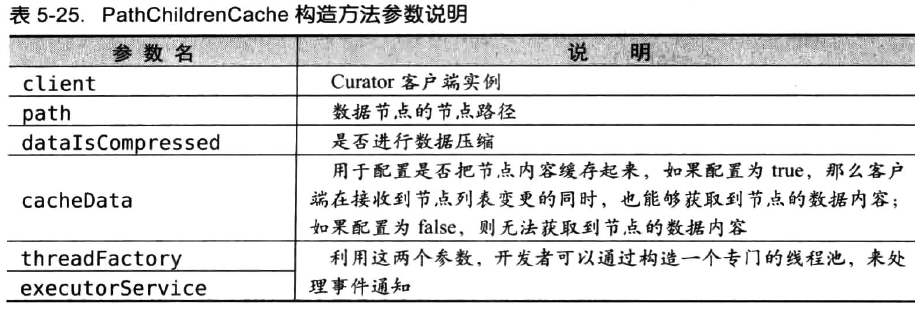 表 5-25. PathChildrenCache 构造方法参数说明
参 数 名 说 明
client Curator 客户端实例
path 数据节点的节点路径
dataIsCompressed 是否进行数据压缩
用于配置是否把节点内容缓存起来，如果配置为 true，那么客户
cacheData 端在接收到节点列表变更的同时，也能够获取到节点的数据内容；
如果配置为 false，则无法获取到节点的数据内容
threadFactory 利用这两个参数，开发者可以通过构造一个专门的线程池，来处
executorService 理事件通知